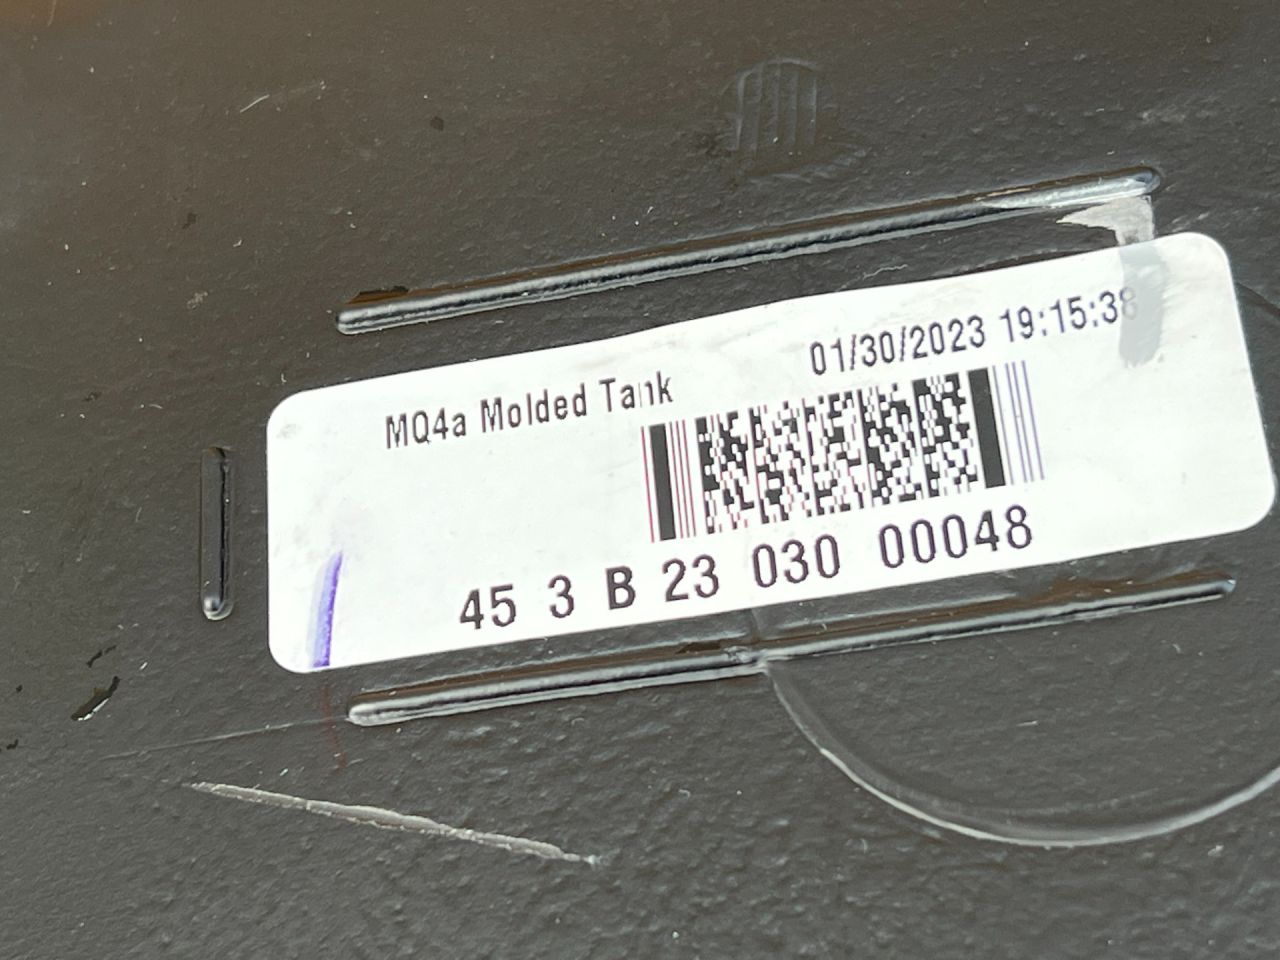 MQ4a Molded Tank
01/30/2023 19:15:38
45 3 B 23 030 00048